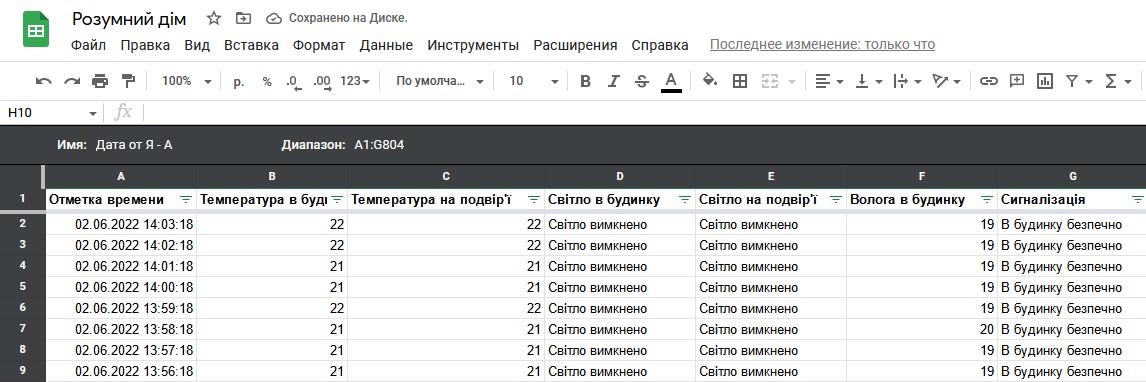 Розумний дім Сохранено на Диске.
Файл Правка Вид Вставка Формат Данные Инструменты Расширения Справка Последнее изменение: только что
100% р. % .0 .00 123 По умолча... 10 B I S A
H10 fx
Имя: Дата от Я - А Диапазон: A1:G804
A B C D E F G
1 Отметка времени Температура в буди Температура на подвір'ї Світло в будинку Світло на подвір'ї Волога в будинку Сигналізація
2 02.06.2022 14:03:18 22 22 Світло вимкнено Світло вимкнено 19 В будинку безпечно
3 02.06.2022 14:02:18 22 22 Світло вимкнено Світло вимкнено 19 В будинку безпечно
4 02.06.2022 14:01:18 21 21 Світло вимкнено Світло вимкнено 19 В будинку безпечно
5 02.06.2022 14:00:18 21 21 Світло вимкнено Світло вимкнено 19 В будинку безпечно
6 02.06.2022 13:59:18 22 22 Світло вимкнено Світло вимкнено 19 В будинку безпечно
7 02.06.2022 13:58:18 21 21 Світло вимкнено Світло вимкнено 20 В будинку безпечно
8 02.06.2022 13:57:18 21 21 Світло вимкнено Світло вимкнено 19 В будинку безпечно
9 02.06.2022 13:56:18 21 21 Світло вимкнено Світло вимкнено 19 В будинку безпечно